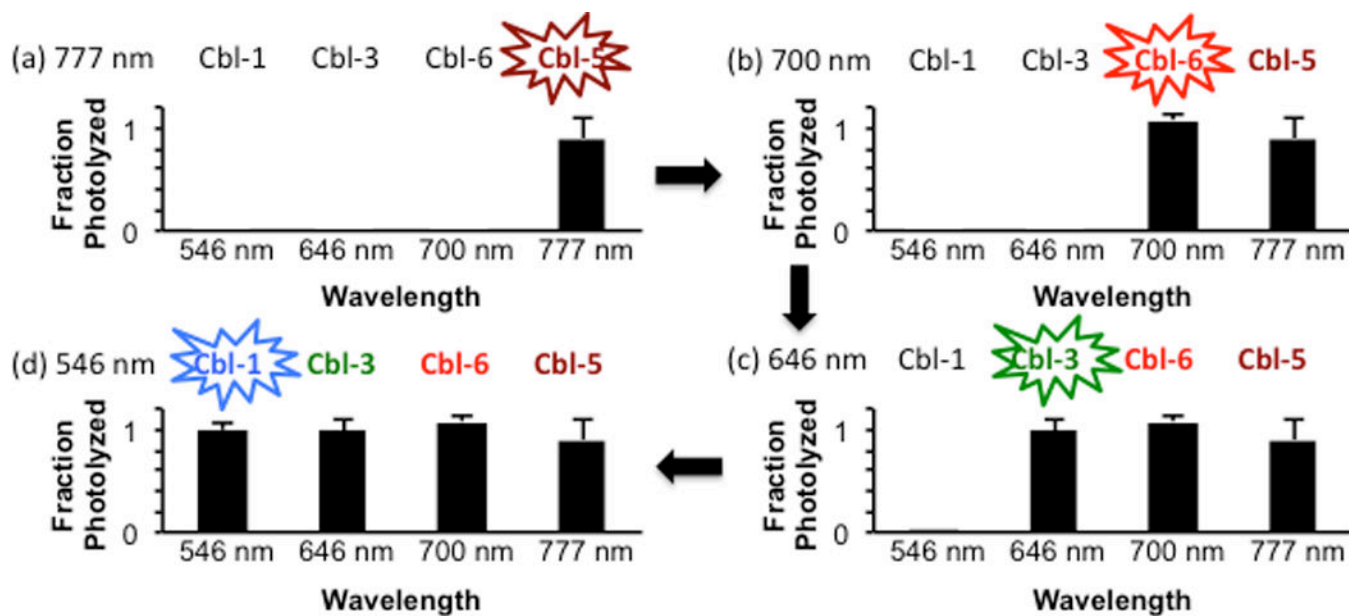 (a) 777 nm Cbl-1 Cbl-3 Cbl-6 Cbl-5
Fraction
Photolyzed
1
0
546 nm 646 nm 700 nm 777 nm
Wavelength
(b) 700 nm Cbl-1 Cbl-3 Cbl-6 Cbl-5
Fraction
Photolyzed
1
0
546 nm 646 nm 700 nm 777 nm
Wavelength
(d) 546 nm Cbl-1 Cbl-3 Cbl-6 Cbl-5
Fraction
Photolyzed
1
0
546 nm 646 nm 700 nm 777 nm
Wavelength
(c) 646 nm Cbl-1 Cbl-3 Cbl-6 Cbl-5
Fraction
Photolyzed
1
0
546 nm 646 nm 700 nm 777 nm
Wavelength